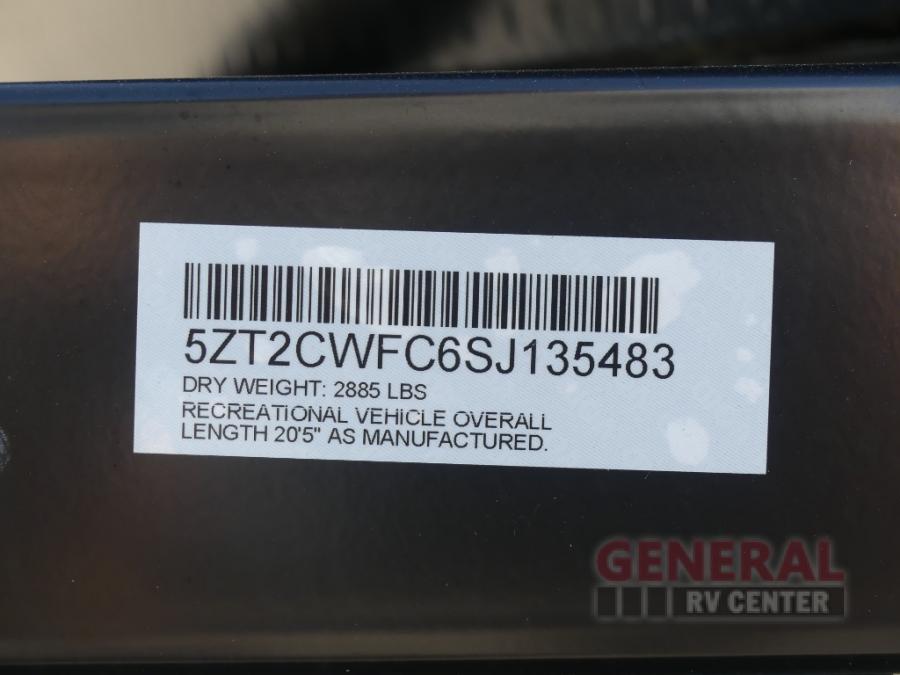 5ZT2CWFC6SJ135483
DRY WEIGHT: 2885 LBS
RECREATIONAL VEHICLE OVERALL
LENGTH 20'5" AS MANUFACTURED.
GENERAL
RV CENTER